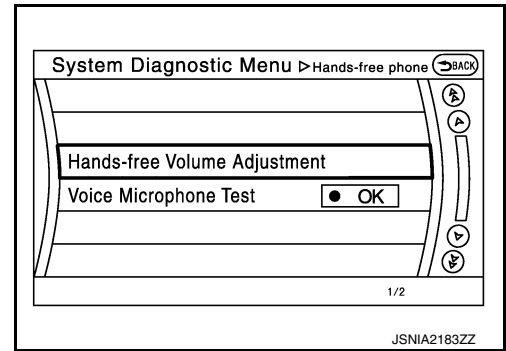 System Diagnostic Menu ▷ Hands-free phone BACK
Hands-free Volume Adjustment
Voice Microphone Test ● OK
1/2
JSNIA2183ZZ